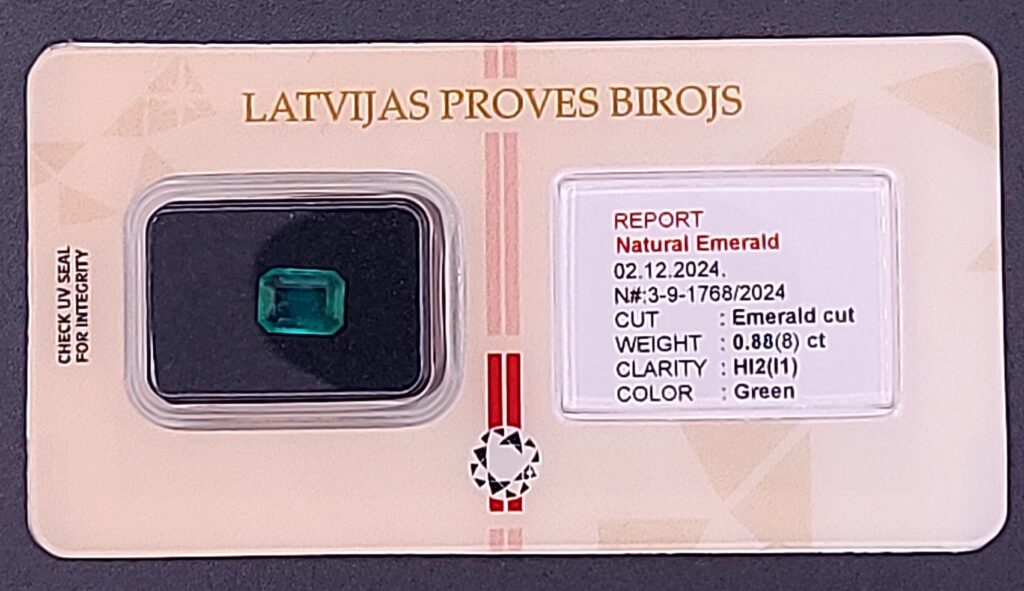 LATVIJAS PROVES BIROJS
CHECK UV SEAL
FOR INTEGRITY
REPORT
Natural Emerald
02.12.2024.
N#:3-9-1768/2024
CUT : Emerald cut
WEIGHT : 0.88(8) ct
CLARITY : HI2(I1)
COLOR : Green